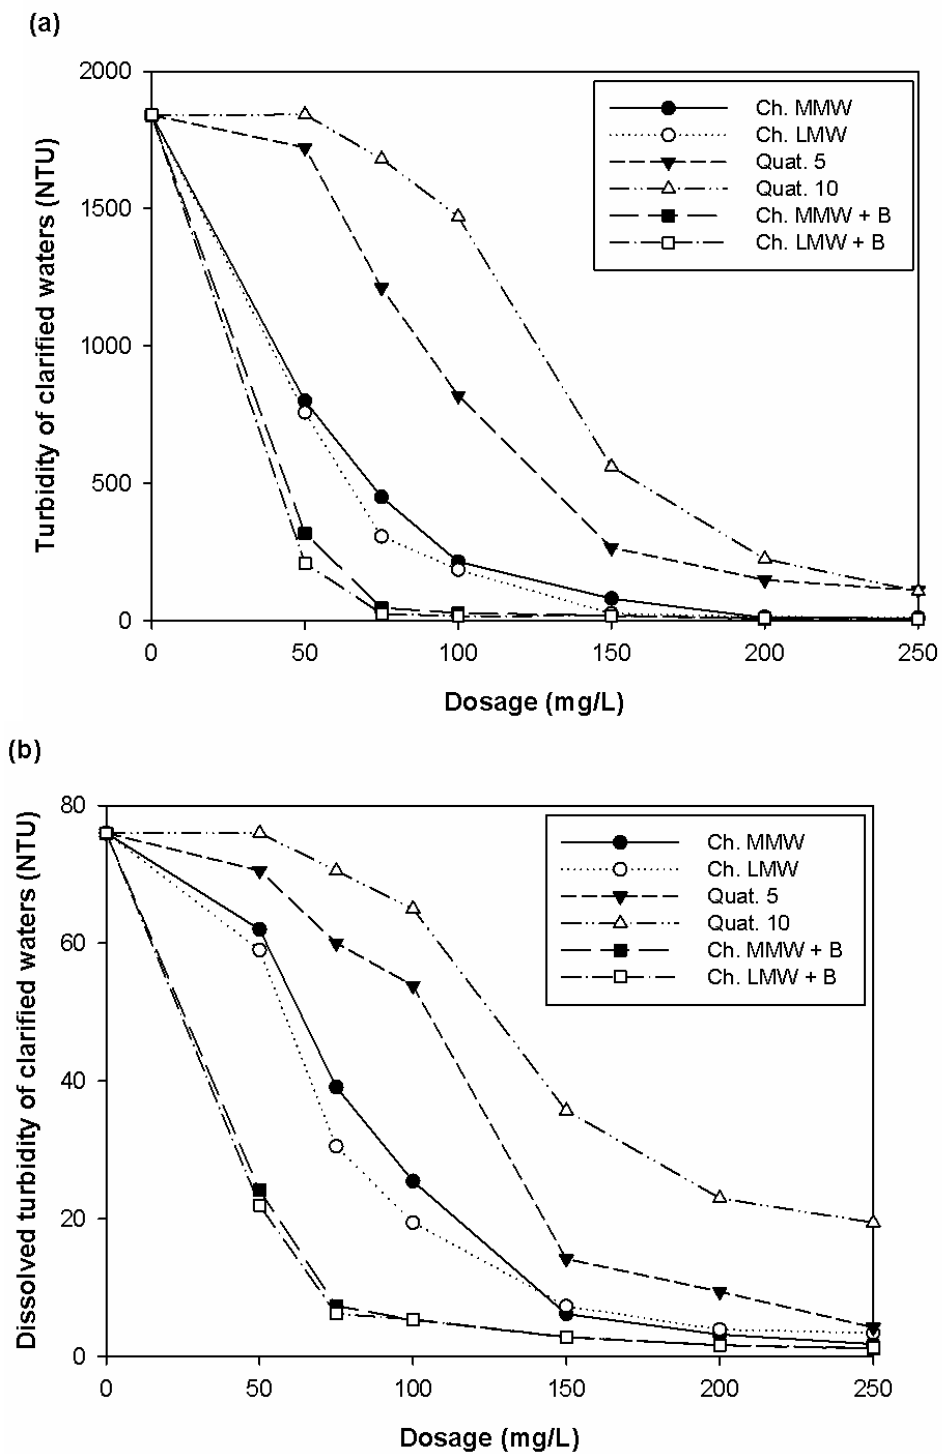 (a)
Turbidity of clarified waters (NTU)
2000
1500
1000
500
0
Ch. MMW
Ch. LMW
Quat. 5
Quat. 10
Ch. MMW + B
Ch. LMW + B
0 50 100 150 200 250
Dosage (mg/L)
(b)
Dissolved turbidity of clarified waters (NTU)
80
60
40
20
0
Ch. MMW
Ch. LMW
Quat. 5
Quat. 10
Ch. MMW + B
Ch. LMW + B
0 50 100 150 200 250
Dosage (mg/L)